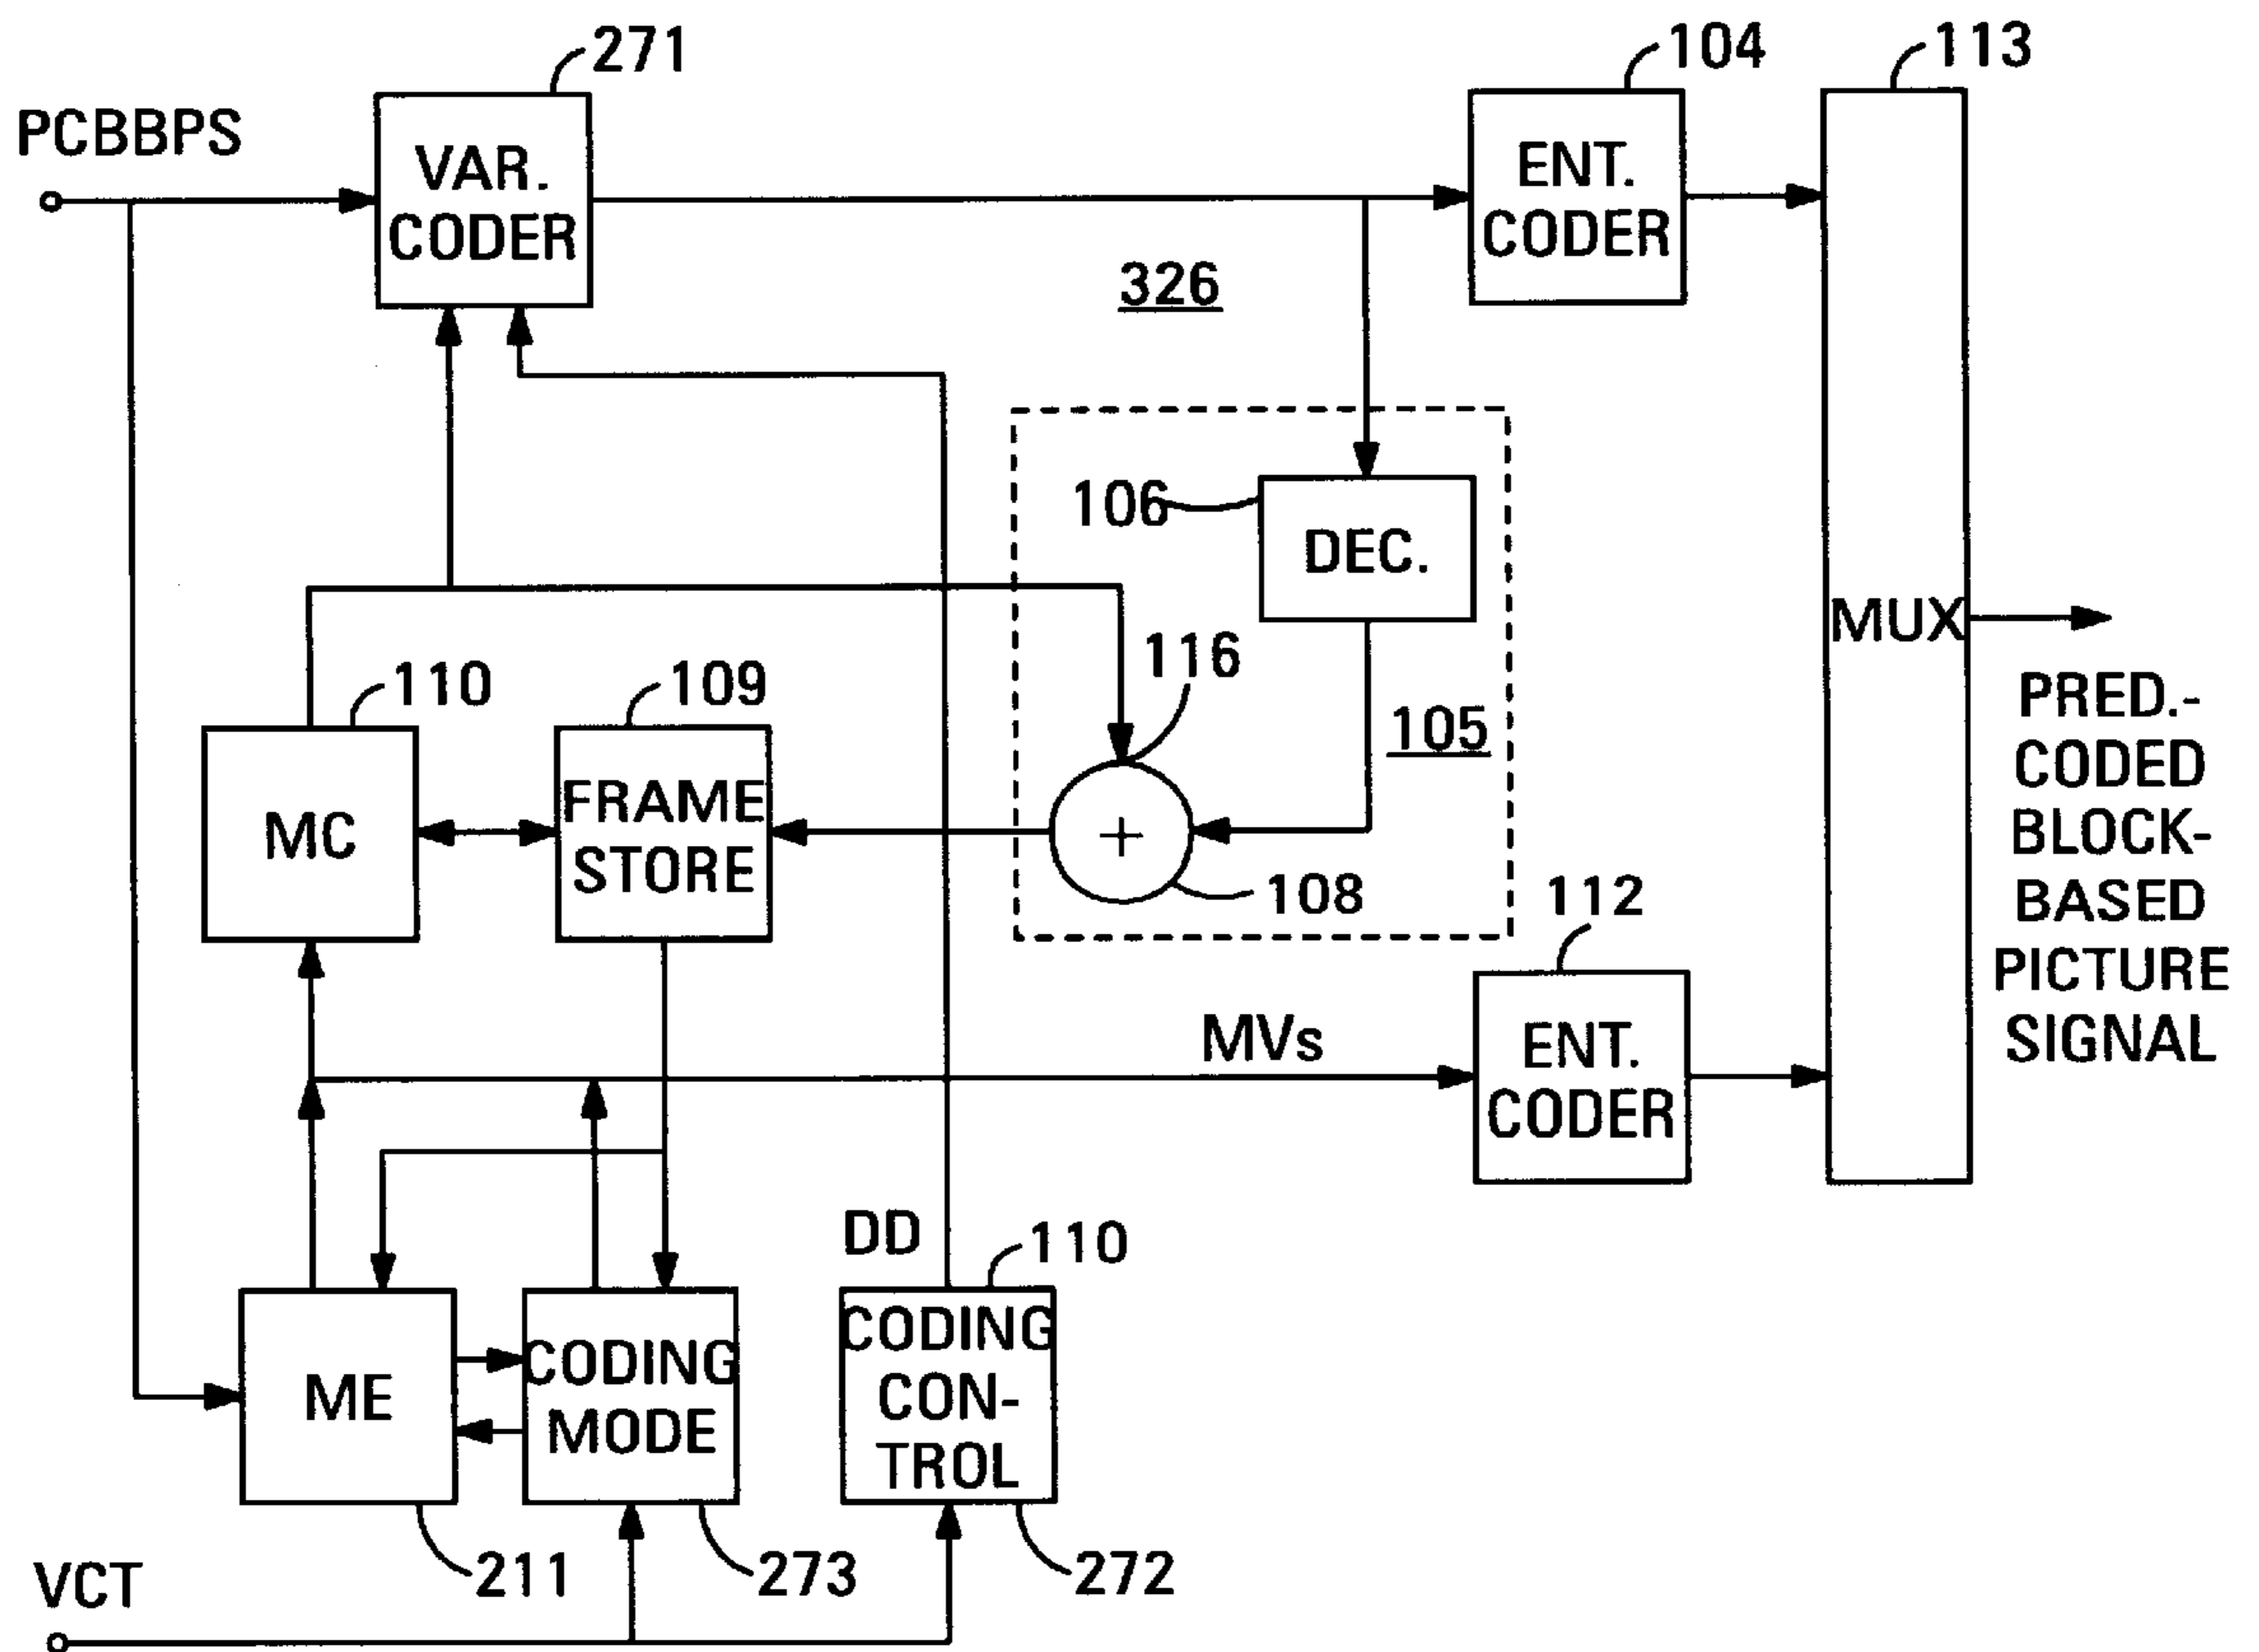 271
104
113
PCBBPS
VAR.
CODER
ENT.
CODER
326
106
DEC.
MUX
116
110
109
105
PRED.-
CODED
BLOCK-
BASED
PICTURE
SIGNAL
MC
FRAME
STORE
+
108
112
MVs
ENT.
CODER
DD
110
ME
CODING
MODE
CODING
CON-
TROL
211
273
272
VCT